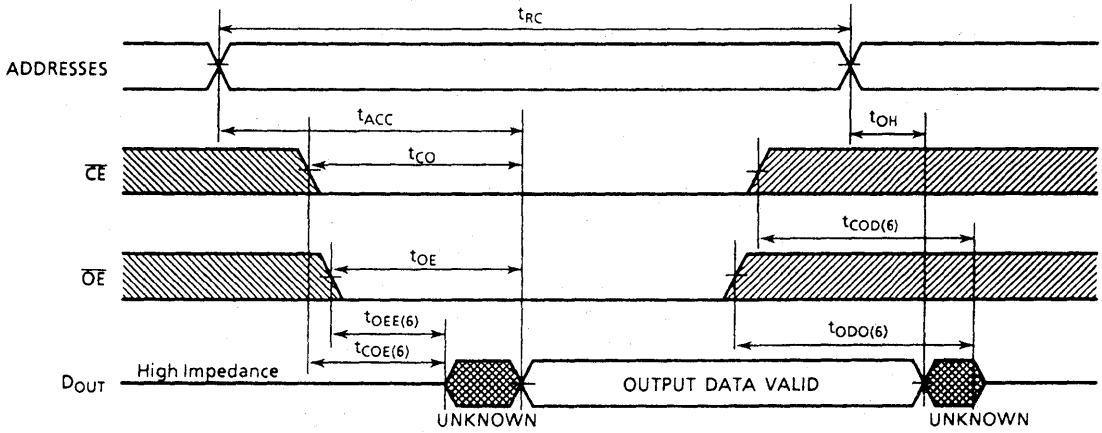 tRC
ADDRESSES
tACC
tOH
tCO
CE
tCOD(6)
tOE
OE
tOEE(6)
tODO(6)
tCOE(6)
High Impedance
DOUT
OUTPUT DATA VALID
UNKNOWN
UNKNOWN